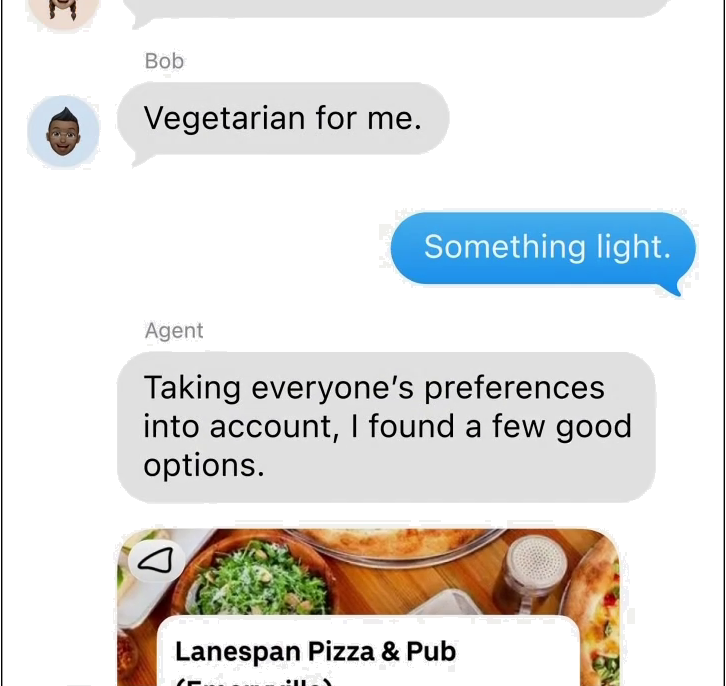 Bob
Vegetarian for me.
Something light.
Agent
Taking everyone’s preferences
into account, I found a few good
options.
Lanespan Pizza & Pub